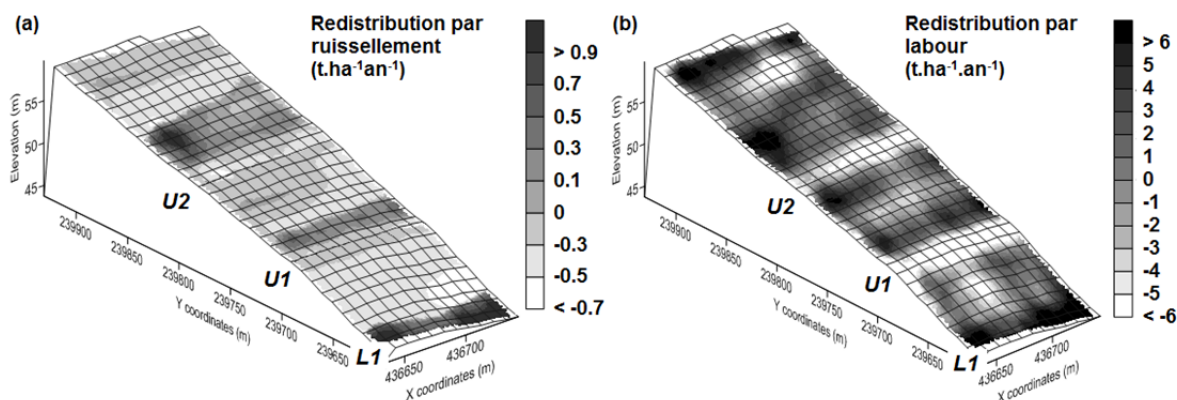 (a)
Redistribution par
ruissellement
(t.ha⁻¹an⁻¹)
> 0.9
0.7
0.5
0.3
0.1
0
-0.3
-0.5
< -0.7
Elevation (m)
55
50
45
U2
U1
L1
239900
239850
239800
239750
239700
239650
Y coordinates (m)
436650
436700
X coordinates (m)
(b)
Redistribution par
labour
(t.ha⁻¹.an⁻¹)
> 6
5
4
3
2
1
0
-1
-2
-3
-4
-5
< -6
Elevation (m)
55
50
45
U2
U1
L1
239900
239850
239800
239750
239700
239650
Y coordinates (m)
436650
436700
X coordinates (m)